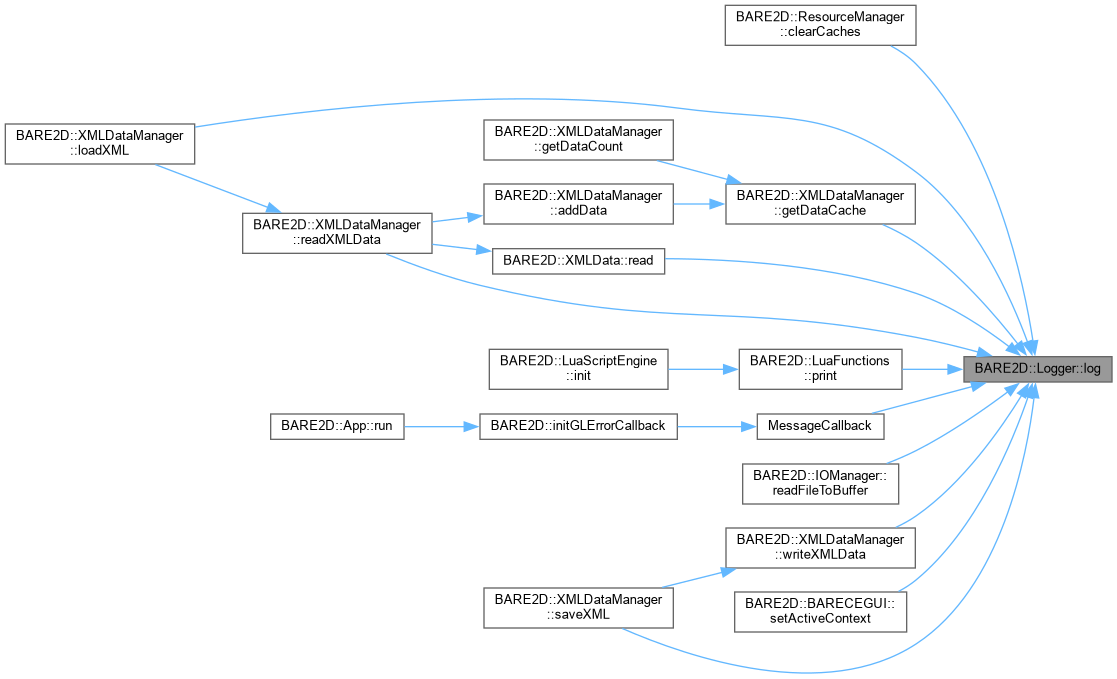 BARE2D::ResourceManager
::clearCaches
BARE2D::XMLDataManager
::loadXML
BARE2D::XMLDataManager
::getDataCount
BARE2D::XMLDataManager
::addData
BARE2D::XMLDataManager
::getDataCache
BARE2D::XMLDataManager
::readXMLData
BARE2D::XMLData::read
BARE2D::LuaScriptEngine
::init
BARE2D::LuaFunctions
::print
BARE2D::Logger::log
BARE2D::App::run
BARE2D::initGLErrorCallback
MessageCallback
BARE2D::IOManager::
readFileToBuffer
BARE2D::XMLDataManager
::writeXMLData
BARE2D::XMLDataManager
::saveXML
BARE2D::BARECEGUI::
setActiveContext